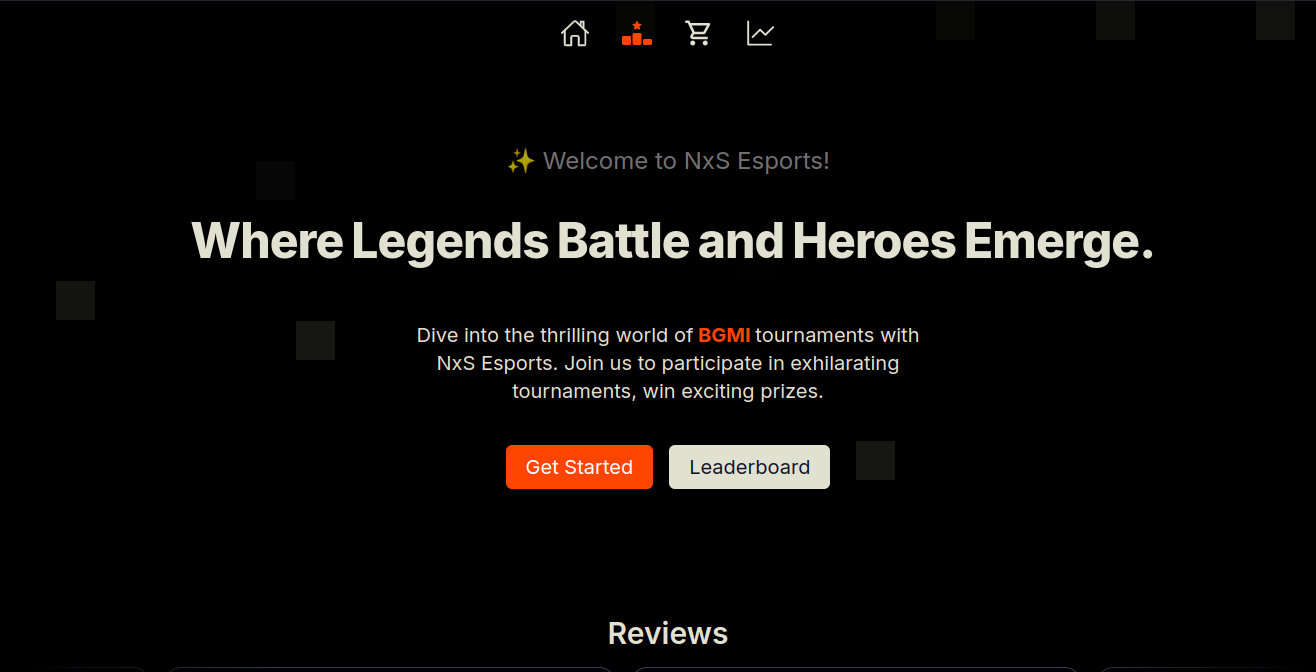 ✨ Welcome to NxS Esports!
Where Legends Battle and Heroes Emerge.
Dive into the thrilling world of BGMI tournaments with
NxS Esports. Join us to participate in exhilarating
tournaments, win exciting prizes.
Get Started
Leaderboard
Reviews